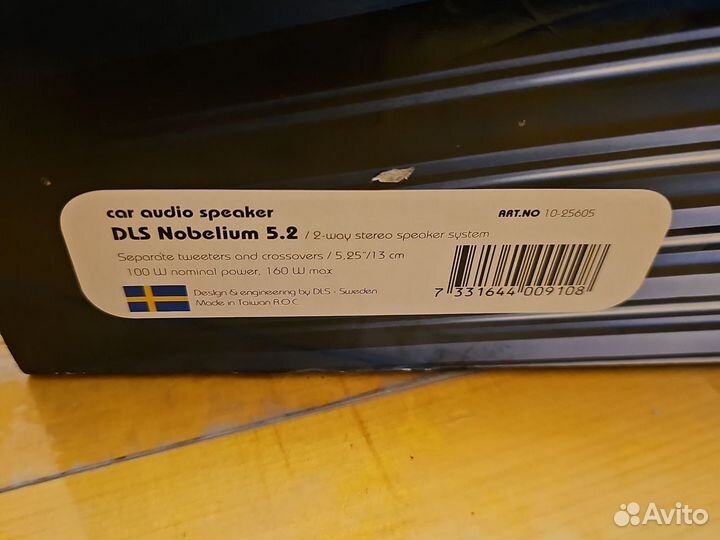 car audio speaker
ART.NO 10-25605
DLS Nobelium 5.2 / 2-way stereo speaker system
Separate tweeters and crossovers / 5,25"/13 cm
100 W nominal power, 160 W max
Design & engineering by DLS - Sweden
Made in Taiwan R.O.C
7 331644 009108
Avito